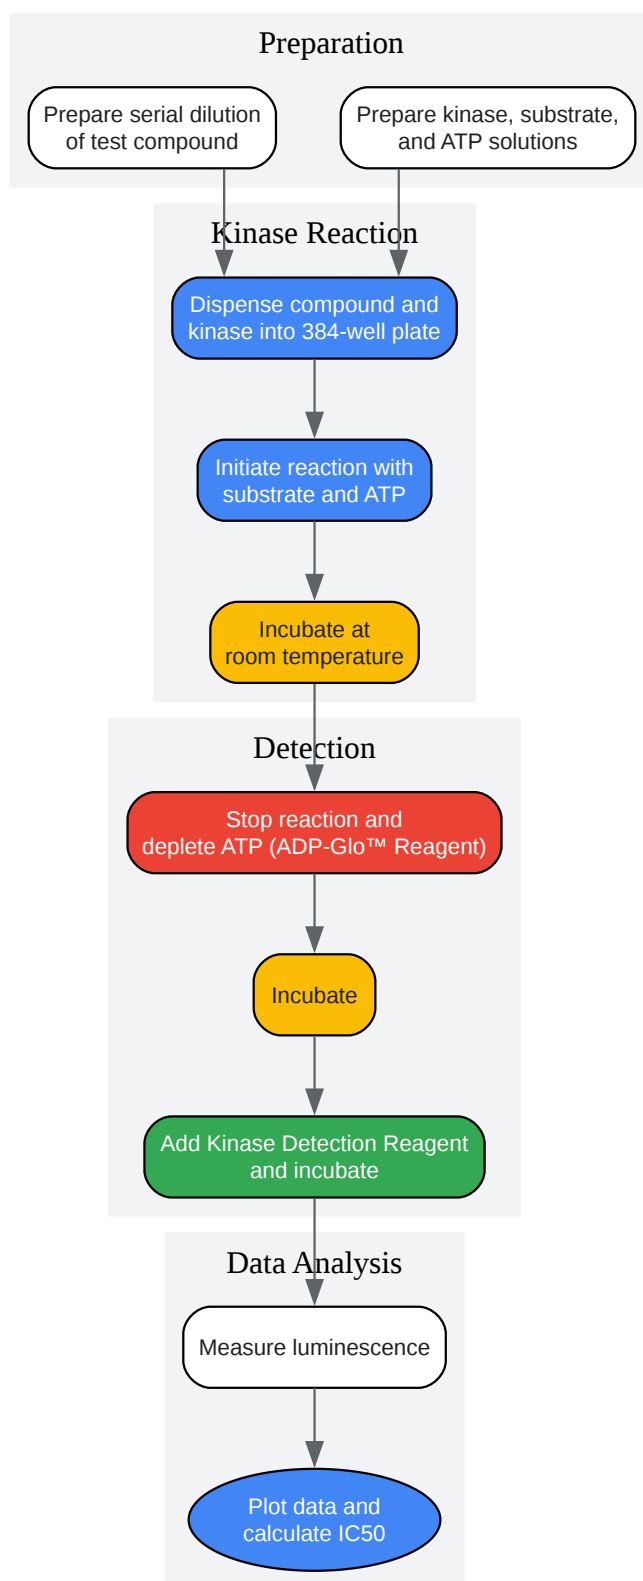 Preparation
Prepare serial dilution
of test compound
Prepare kinase, substrate,
and ATP solutions
Kinase Reaction
Dispense compound and
kinase into 384-well plate
Initiate reaction with
substrate and ATP
Incubate at
room temperature
Detection
Stop reaction and
deplete ATP (ADP-Glo™ Reagent)
Incubate
Add Kinase Detection Reagent
and incubate
Data Analysis
Measure luminescence
Plot data and
calculate IC50